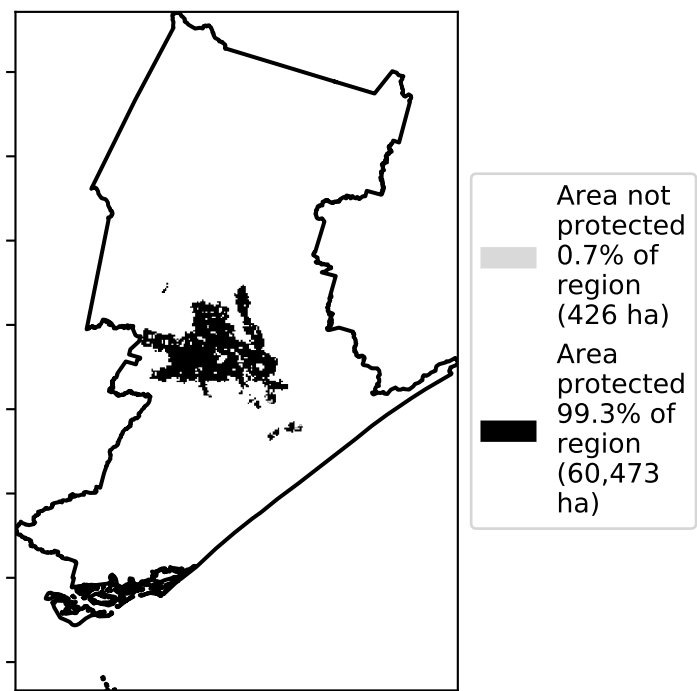 Area not
protected
0.7% of
region
(426 ha)
Area
protected
99.3% of
region
(60,473
ha)